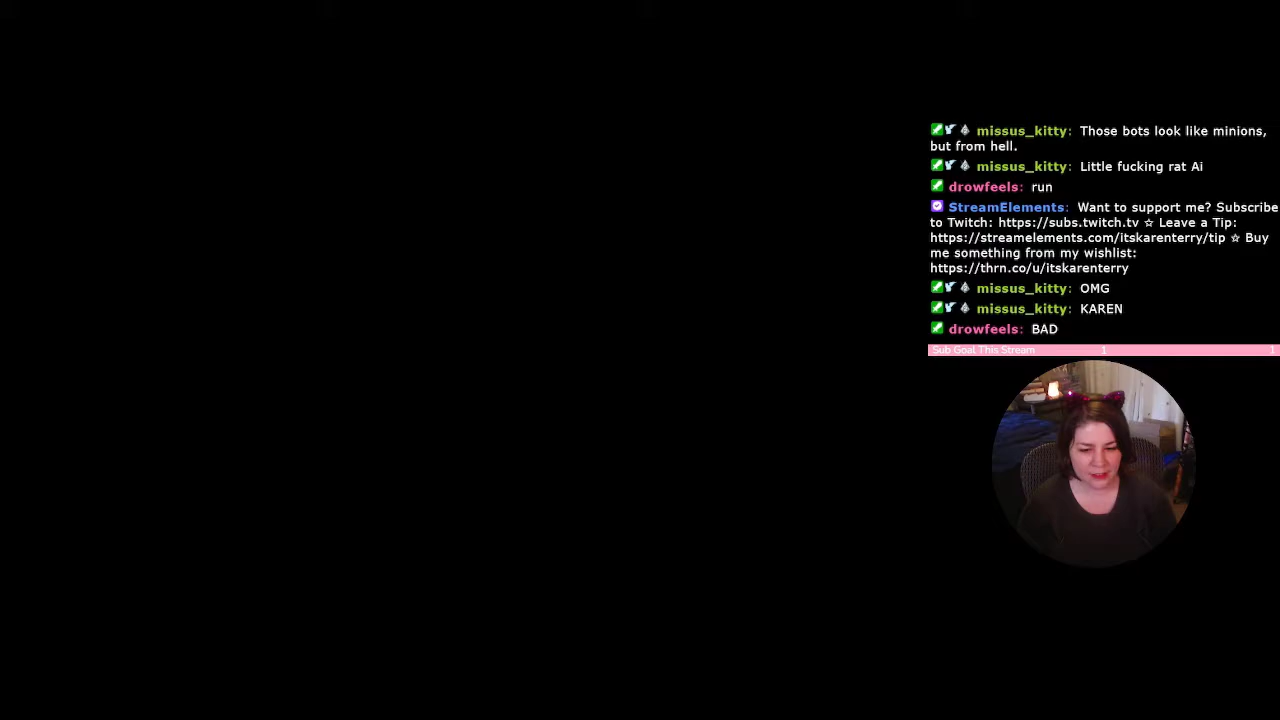 missus_kitty: Those bots look like minions,
but from hell.
missus_kitty: Little fucking rat Ai
drowfeels: run
StreamElements: Want to support me? Subscribe
to Twitch: https://subs.twitch.tv ☆ Leave a Tip:
https://streamelements.com/itskarenterry/tip ☆ Buy
me something from my wishlist:
https://thrn.co/u/itskarenterry
missus_kitty: OMG
missus_kitty: KAREN
drowfeels: BAD
Sub Goal This Stream 1 1